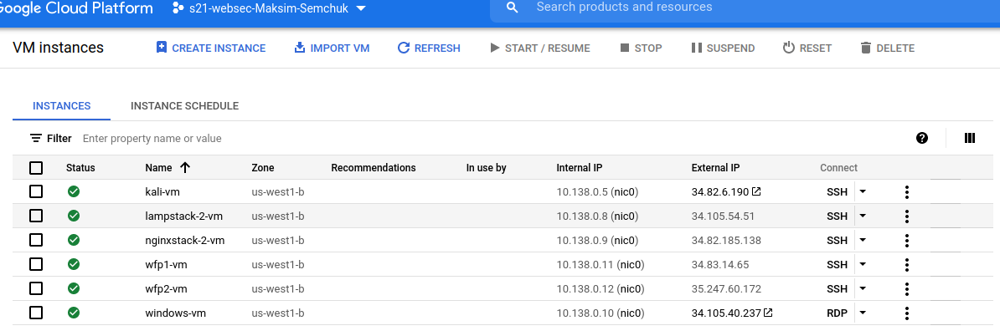 Google Cloud Platform s21-websec-Maksim-Semchuk Search products and resources
VM instances CREATE INSTANCE IMPORT VM REFRESH START / RESUME STOP SUSPEND RESET DELETE
INSTANCES INSTANCE SCHEDULE
Filter Enter property name or value
Status Name Zone Recommendations In use by Internal IP External IP Connect
kali-vm us-west1-b 10.138.0.5 (nic0) 34.82.6.190 SSH
lampstack-2-vm us-west1-b 10.138.0.8 (nic0) 34.105.54.51 SSH
nginxstack-2-vm us-west1-b 10.138.0.9 (nic0) 34.82.185.138 SSH
wfp1-vm us-west1-b 10.138.0.11 (nic0) 34.83.14.65 SSH
wfp2-vm us-west1-b 10.138.0.12 (nic0) 35.247.60.172 SSH
windows-vm us-west1-b 10.138.0.10 (nic0) 34.105.40.237 RDP